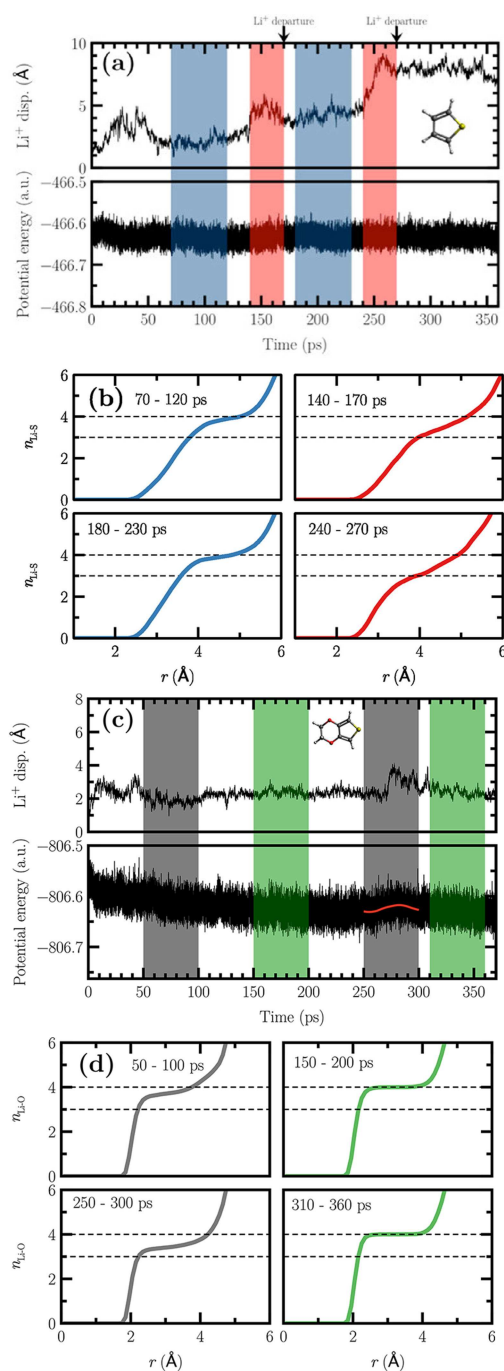 Li⁺ departure Li⁺ departure
(a)
Li⁺ disp. (Å)
10
5
0
Potential energy (a.u.)
−466.5
−466.6
−466.7
−466.8
0 50 100 150 200 250 300 350
Time (ps)
(b)
70 - 120 ps
140 - 170 ps
n Li-S
6
4
2
0
180 - 230 ps
240 - 270 ps
n Li-S
6
4
2
0
2 4 6 2 4 6
r (Å) r (Å)
(c)
Li⁺ disp. (Å)
8
6
4
2
0
Potential energy (a.u.)
−806.5
−806.6
−806.7
0 50 100 150 200 250 300 350
Time (ps)
(d)
50 - 100 ps
150 - 200 ps
n Li-O
6
4
2
0
250 - 300 ps
310 - 360 ps
n Li-O
6
4
2
0
0 2 4 6 0 2 4 6
r (Å) r (Å)